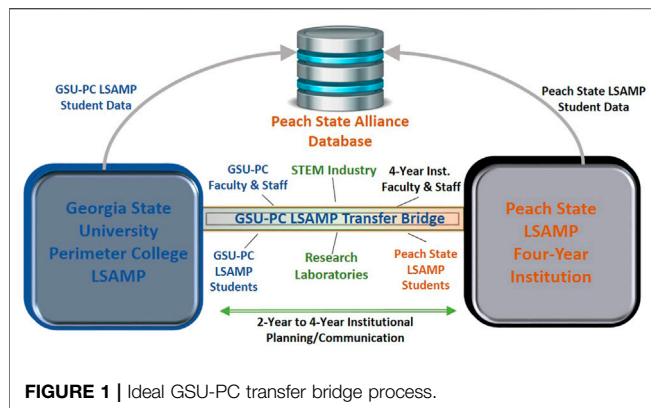 GSU-PC LSAMP
Student Data
Peach State LSAMP
Student Data
Peach State Alliance
Database
Georgia State
University
Perimeter College
LSAMP
GSU-PC
Faculty & Staff
STEM Industry
4-Year Inst.
Faculty & Staff
GSU-PC LSAMP Transfer Bridge
GSU-PC
LSAMP
Students
Research
Laboratories
Peach State
LSAMP
Students
Peach State
LSAMP
Four-Year
Institution
2-Year to 4-Year Institutional
Planning/Communication
FIGURE 1 | Ideal GSU-PC transfer bridge process.